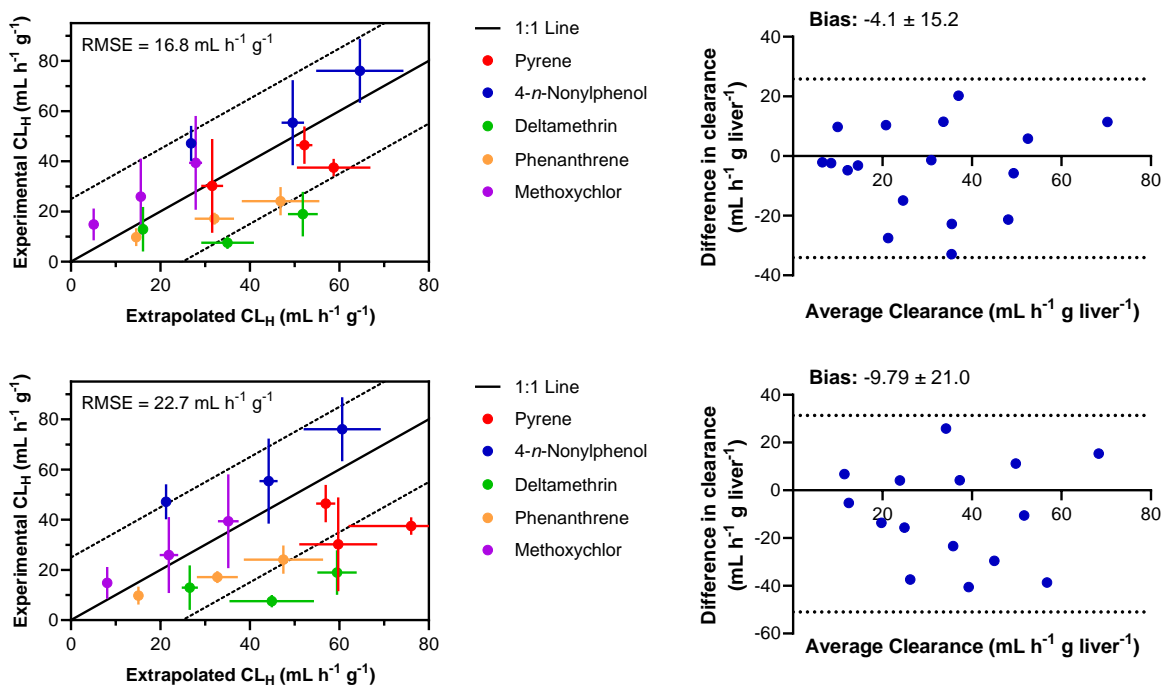 RMSE = 16.8 mL h⁻¹ g⁻¹
80
60
40
20
0
Experimental CL_H (mL h⁻¹ g⁻¹)
0
20
40
60
80
Extrapolated CL_H (mL h⁻¹ g⁻¹)
1:1 Line
Pyrene
4-n-Nonylphenol
Deltamethrin
Phenanthrene
Methoxychlor
Bias: -4.1 ± 15.2
40
20
0
-20
-40
Difference in clearance
(mL h⁻¹ g liver⁻¹)
20
40
60
80
Average Clearance (mL h⁻¹ g liver⁻¹)
RMSE = 22.7 mL h⁻¹ g⁻¹
80
60
40
20
0
Experimental CL_H (mL h⁻¹ g⁻¹)
0
20
40
60
80
Extrapolated CL_H (mL h⁻¹ g⁻¹)
1:1 Line
Pyrene
4-n-Nonylphenol
Deltamethrin
Phenanthrene
Methoxychlor
Bias: -9.79 ± 21.0
40
20
0
-20
-40
-60
Difference in clearance
(mL h⁻¹ g liver⁻¹)
20
40
60
80
Average Clearance (mL h⁻¹ g liver⁻¹)